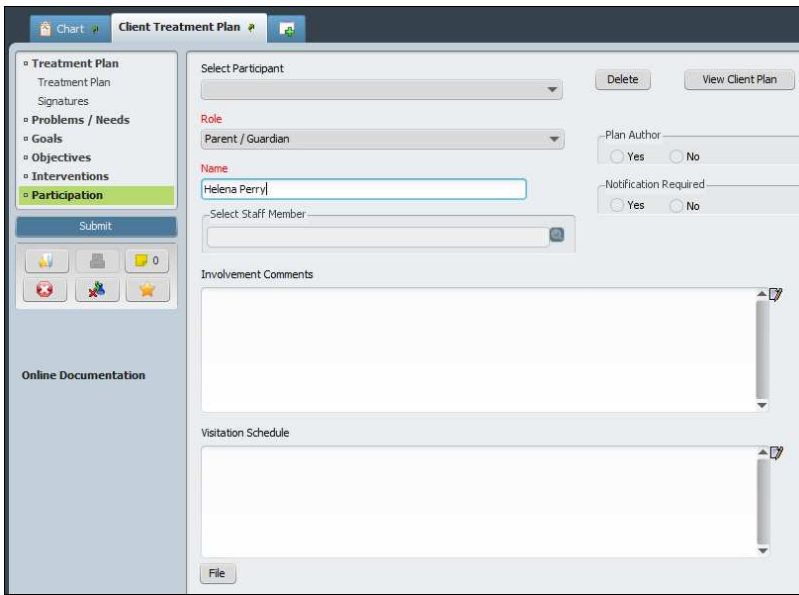 Chart
Client Treatment Plan
Treatment Plan
Treatment Plan
Signatures
Problems / Needs
Goals
Objectives
Interventions
Participation
Submit
0
Online Documentation
Select Participant
Delete
View Client Plan
Role
Parent / Guardian
Plan Author
Yes No
Name
Helena Perry
Notification Required
Yes No
Select Staff Member
Involvement Comments
Visitation Schedule
File